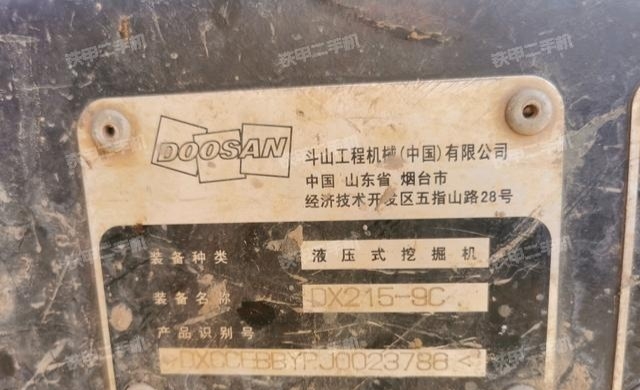 DOOSAN
斗山工程机械(中国)有限公司
中国 山东省 烟台市
经济技术开发区五指山路28号
装备种类 液压式挖掘机
装备名称 DX215-9C
产品识别号
铁甲二手机